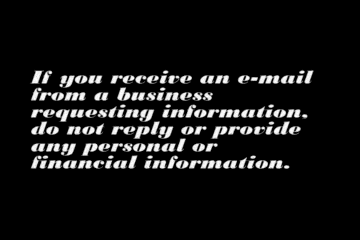 If you receive an e-mail
from a business
requesting information,
do not reply or provide
any personal or
financial information.